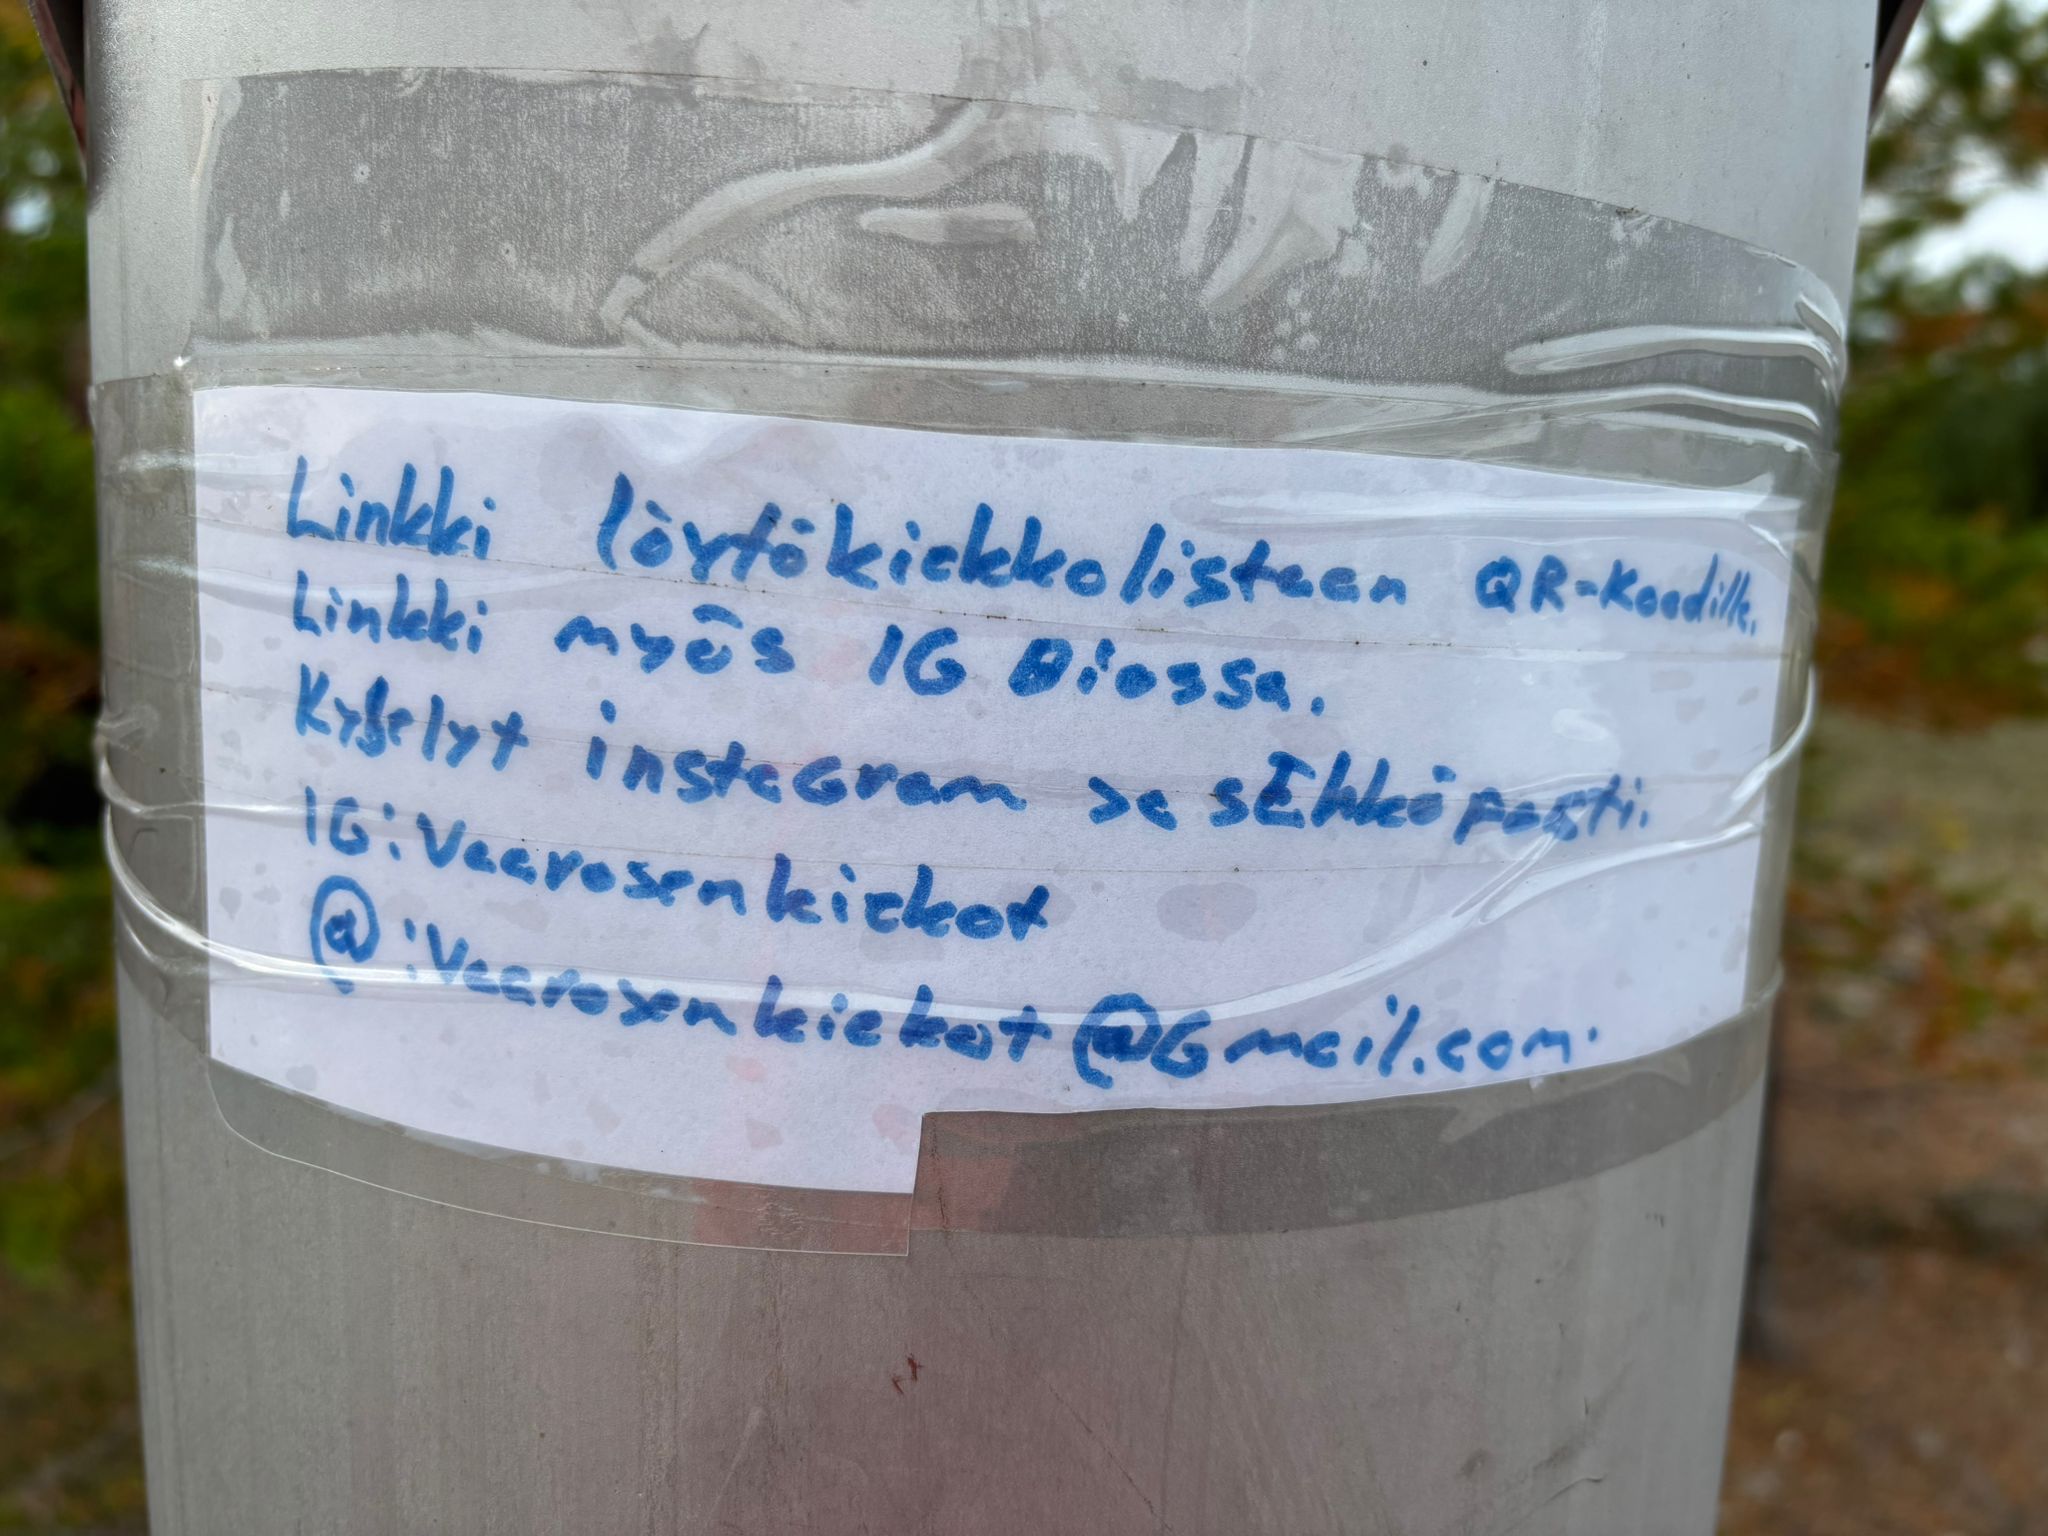 Linkki löytökiekkolistaan QR-Koodille.
Linkki myös IG Biossa.
Kyselyt instaGram ja sähköposti.
IG: Vaarosenkiekot
@: Vaarosenkiekot@Gmail.com.